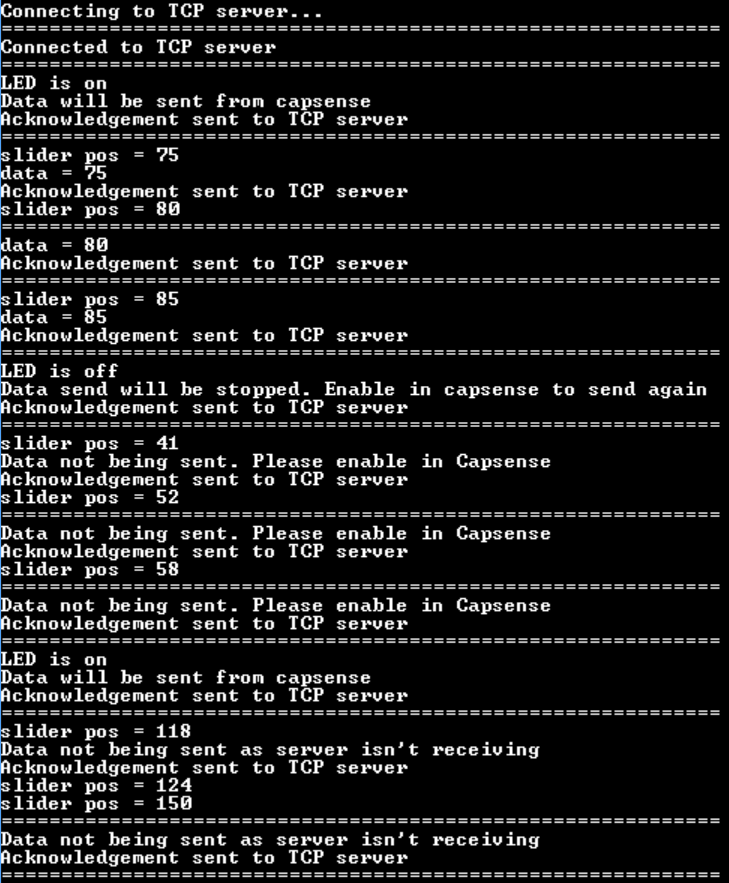 Connecting to TCP server...
============================================================
Connected to TCP server
============================================================
LED is on
Data will be sent from capsense
Acknowledgement sent to TCP server
============================================================
slider pos = 75
data = 75
Acknowledgement sent to TCP server
slider pos = 80
============================================================
data = 80
Acknowledgement sent to TCP server
============================================================
slider pos = 85
data = 85
Acknowledgement sent to TCP server
============================================================
LED is off
Data send will be stopped. Enable in capsense to send again
Acknowledgement sent to TCP server
============================================================
slider pos = 41
Data not being sent. Please enable in Capsense
Acknowledgement sent to TCP server
slider pos = 52
============================================================
Data not being sent. Please enable in Capsense
Acknowledgement sent to TCP server
slider pos = 58
============================================================
Data not being sent. Please enable in Capsense
Acknowledgement sent to TCP server
============================================================
LED is on
Data will be sent from capsense
Acknowledgement sent to TCP server
============================================================
slider pos = 118
Data not being sent as server isn't receiving
Acknowledgement sent to TCP server
slider pos = 124
slider pos = 150
============================================================
Data not being sent as server isn't receiving
Acknowledgement sent to TCP server
============================================================